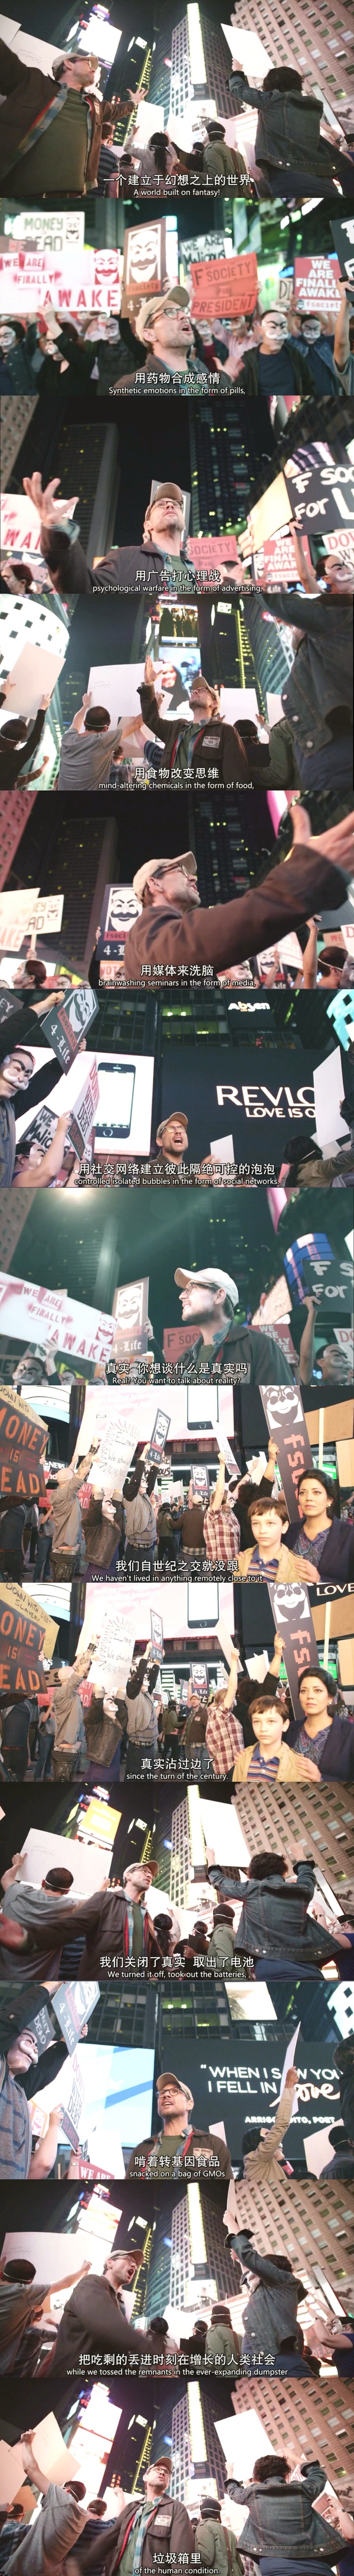 一个建立于幻想之上的世界
A world built on fantasy!
MONEY
WE ARE
FINALLY
AWAKE
F SOCIETY
PRESIDENT
WE
ARE
FINALLY
AWAKE
用药物合成感情
Synthetic emotions in the form of pills,
F SO
FOR
SOCIETY
用广告打心理战
psychological warfare in the form of advertising,
用食物改变思维
mind-altering chemicals in the form of food,
用媒体来洗脑
brainwashing seminars in the form of media,
Absen
REVLO
LOVE IS O
用社交网络建立彼此隔绝可控的泡泡
controlled isolated bubbles in the form of social networks.
WE ARE
FINALLY
AWAKE
Life
F S
FOR
真实 你想谈什么是真实吗
Real? You want to talk about reality?
MONEY
IS
DEAD
我们自世纪之交就没跟
We haven't lived in anything remotely close to it
LOVE
MONEY
IS
DEAD
真实沾过边了
since the turn of the century.
我们关闭了真实 取出了电池
We turned it off, took out the batteries,
"WHEN I SAW YOU
I FELL IN
啃着转基因食品
snacked on a bag of GMOs
把吃剩的丢进时刻在增长的人类社会
while we tossed the remnants in the ever-expanding dumpster
垃圾箱里
of the human condition.